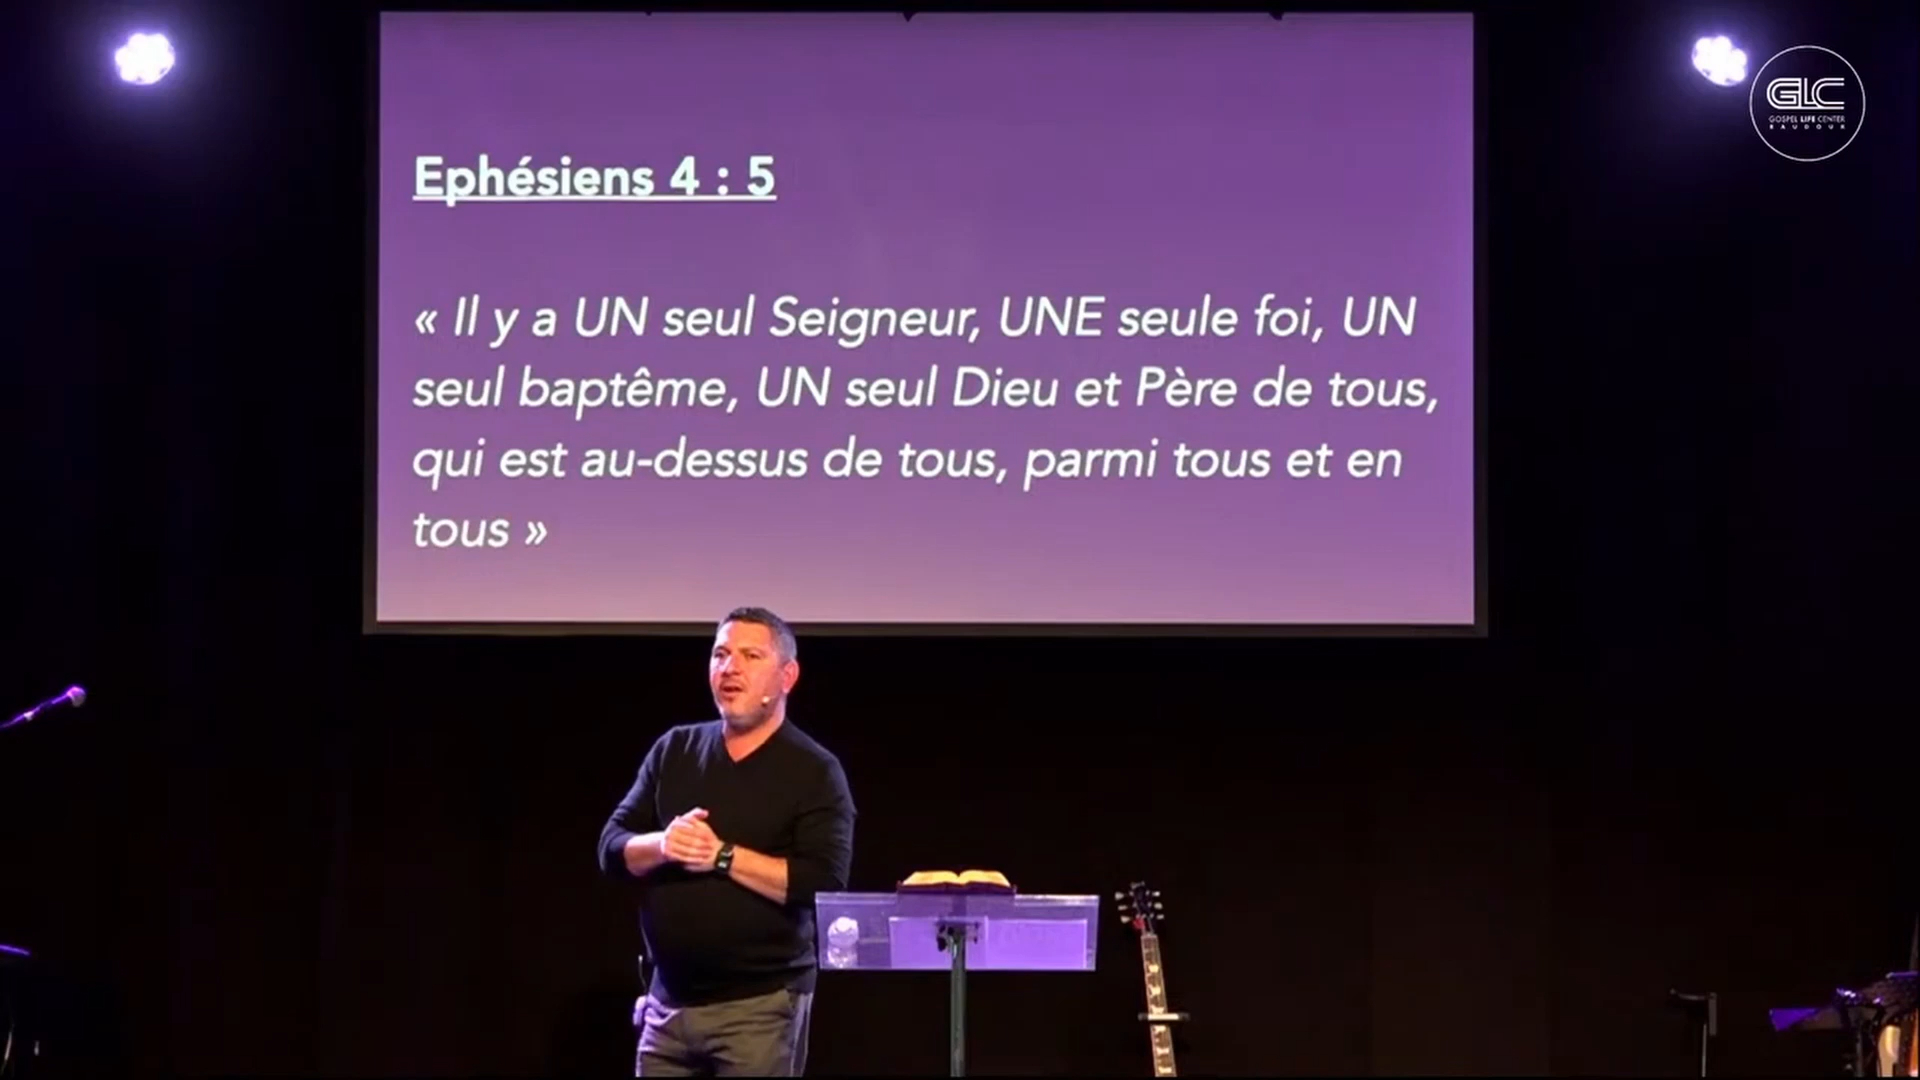 GLC
GOSPEL LIFE CENTER
BAUDOUR
Ephésiens 4 : 5
« Il y a UN seul Seigneur, UNE seule foi, UN
seul baptême, UN seul Dieu et Père de tous,
qui est au-dessus de tous, parmi tous et en
tous »